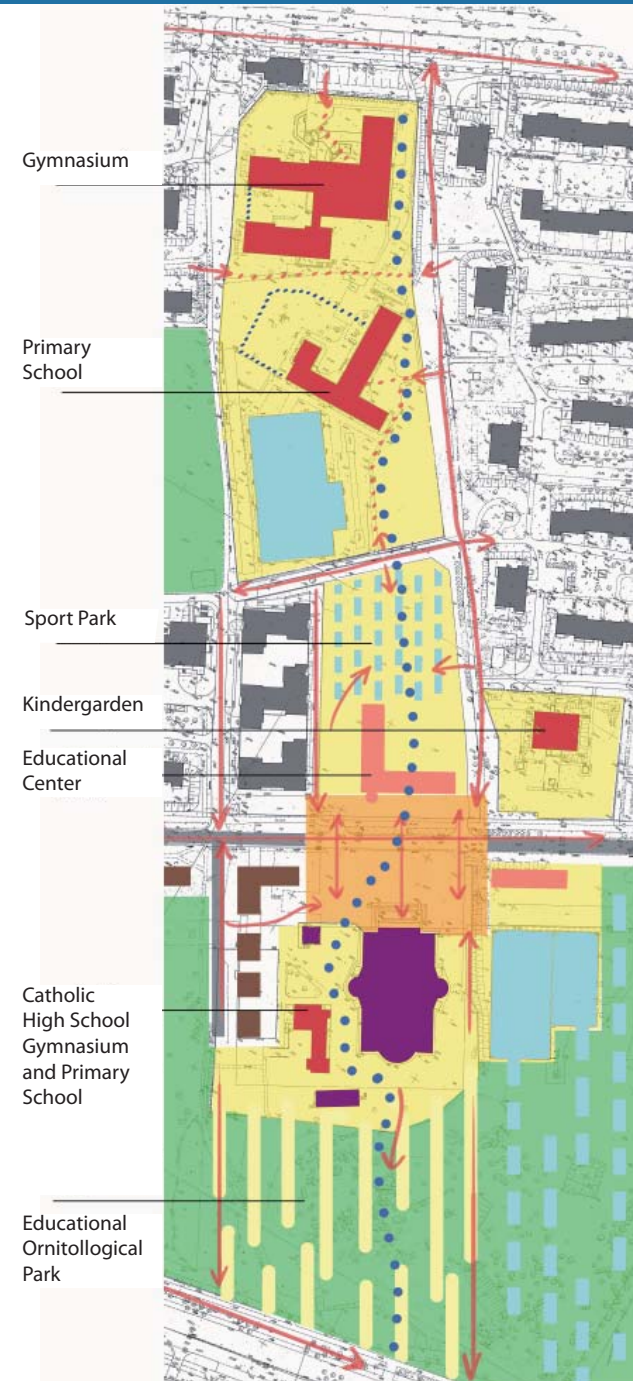 Gymnasium
Primary
School
Sport Park
Kindergarden
Educational
Center
Catholic
High School
Gymnasium
and Primary
School
Educational
Ornitollogical
Park